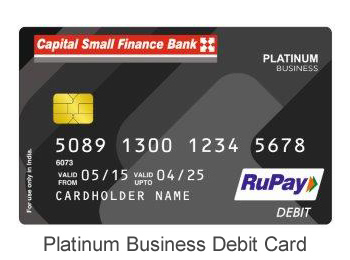 Capital Small Finance Bank
PLATINUM
BUSINESS
5089 1300 1234 5678
6073
VALID FROM 05/15 VALID UPTO 04/25
CARDHOLDER NAME
For use only in India.
RuPay
DEBIT
Platinum Business Debit Card